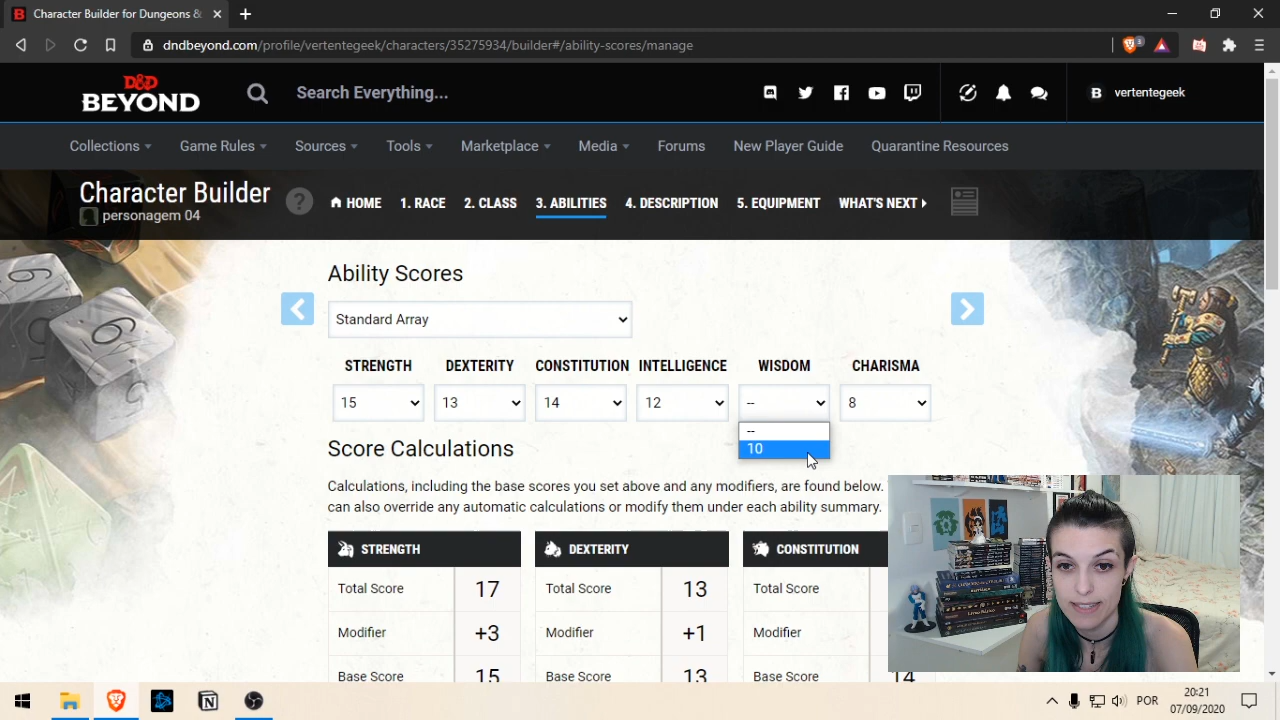 Character Builder for Dungeons &
dndbeyond.com/profile/vertentegeek/characters/35275934/builder#/ability-scores/manage
3
D&D
BEYOND
Search Everything...
B vertentegeek
Collections
Game Rules
Sources
Tools
Marketplace
Media
Forums
New Player Guide
Quarantine Resources
Character Builder
personagem 04
?
HOME
1. RACE
2. CLASS
3. ABILITIES
4. DESCRIPTION
5. EQUIPMENT
WHAT'S NEXT
Ability Scores
Standard Array
STRENGTH DEXTERITY CONSTITUTION INTELLIGENCE WISDOM CHARISMA
15 13 14 12 -- 8
--
10
Score Calculations
Calculations, including the base scores you set above and any modifiers, are found below.
can also override any automatic calculations or modify them under each ability summary.
STRENGTH DEXTERITY CONSTITUTION
Total Score 17 Total Score 13 Total Score
Modifier +3 Modifier +1 Modifier
Base Score 15 Base Score 13 Base Score 14
POR
20:21
07/09/2020